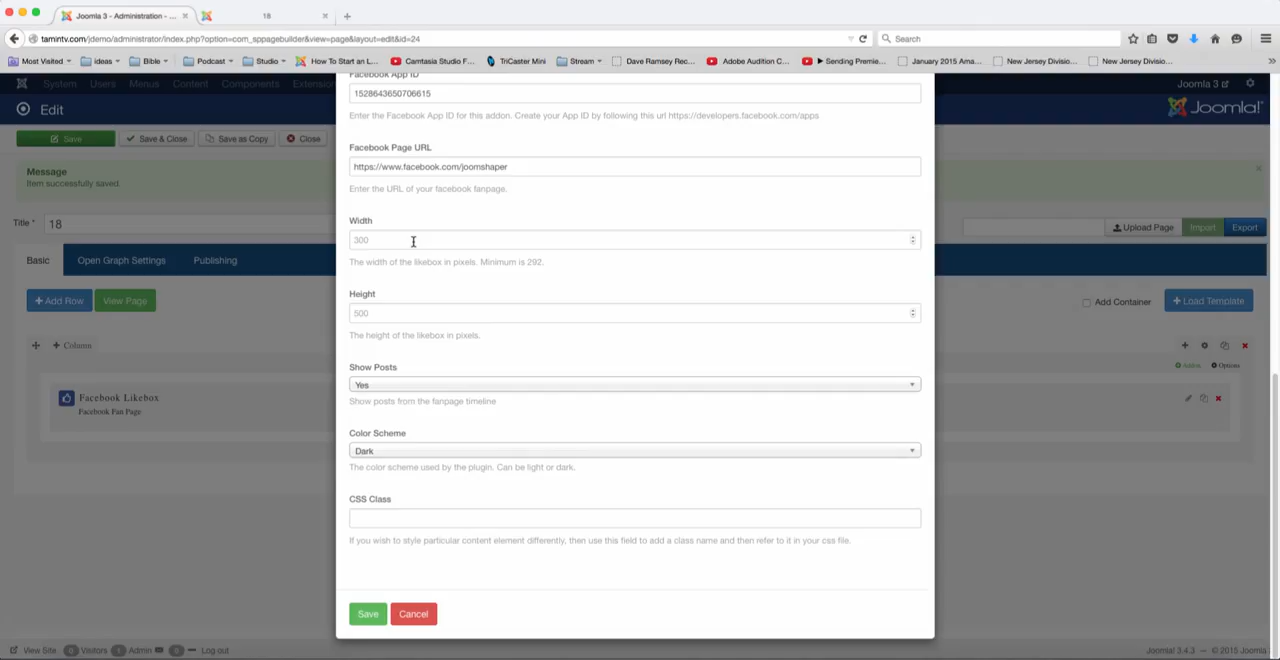 Joomla 3 - Administration - ...
18
tamintv.com/jdemo/administrator/index.php?option=com_sppagebuilder&view=page&layout=edit&id=24
Search
Most Visited
ideas
Bible
Podcast
Studio
How To Start an L...
Camtasia Studio F...
TriCaster Mini
Stream
Dave Ramsey Rec...
Adobe Audition C...
► Sending Premie...
January 2015 Ama...
New Jersey Divisio...
New Jersey Divisio...
System
Users
Menus
Content
Components
Extension
Joomla 3
Edit
Joomla!
Save
Save & Close
Save as Copy
Close
Message
Item successfully saved.
Title *
18
Upload Page
Import
Export
Basic
Open Graph Settings
Publishing
+ Add Row
View Page
Add Container
+ Load Template
+ Column
Addon
Options
Facebook Likebox
Facebook Fan Page
Facebook App ID
1528643650706615
Enter the Facebook App ID for this addon. Create your App ID by following this url https://developers.facebook.com/apps
Facebook Page URL
https://www.facebook.com/joomshaper
Enter the URL of your facebook fanpage.
Width
300
The width of the likebox in pixels. Minimum is 292.
Height
500
The height of the likebox in pixels.
Show Posts
Yes
Show posts from the fanpage timeline
Color Scheme
Dark
The color scheme used by the plugin. Can be light or dark.
CSS Class
If you wish to style particular content element differently, then use this field to add a class name and then refer to it in your css file.
Save
Cancel
View Site
0 Visitors
1 Admin
0
Log out
Joomla! 3.4.3 — © 2015 Joomla